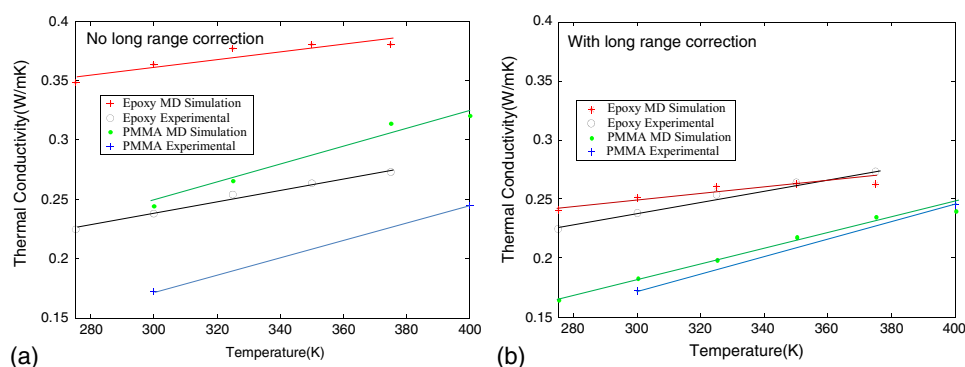 0.4
No long range correction
0.35
Epoxy MD Simulation
Epoxy Experimental
PMMA MD Simulation
PMMA Experimental
0.3
0.25
0.2
0.15
280 300 320 340 360 380 400
Thermal Conductivity(W/mK)
Temperature(K)
(a)
0.4
With long range correction
0.35
Epoxy MD Simulation
Epoxy Experimental
PMMA MD Simulation
PMMA Experimental
0.3
0.25
0.2
0.15
280 300 320 340 360 380 400
Thermal Conductivity(W/mK)
Temperature(K)
(b)